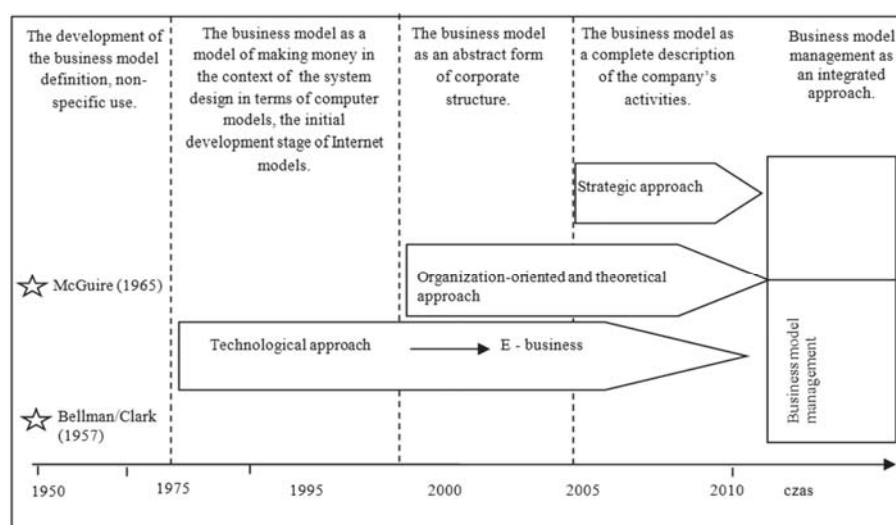 The development of
the business model
definition, non-
specific use.
The business model as a
model of making money in
the context of the system
design in terms of computer
models, the initial
development stage of Internet
models.
The business model
as an abstract form
of corporate
structure.
The business model as
a complete description
of the company's
activities.
Business model
management as
an integrated
approach.
Strategic approach
Organization-oriented and theoretical
approach
McGuire (1965)
Technological approach
E - business
Business model
management
Bellman/Clark
(1957)
1950
1975
1995
2000
2005
2010
czas